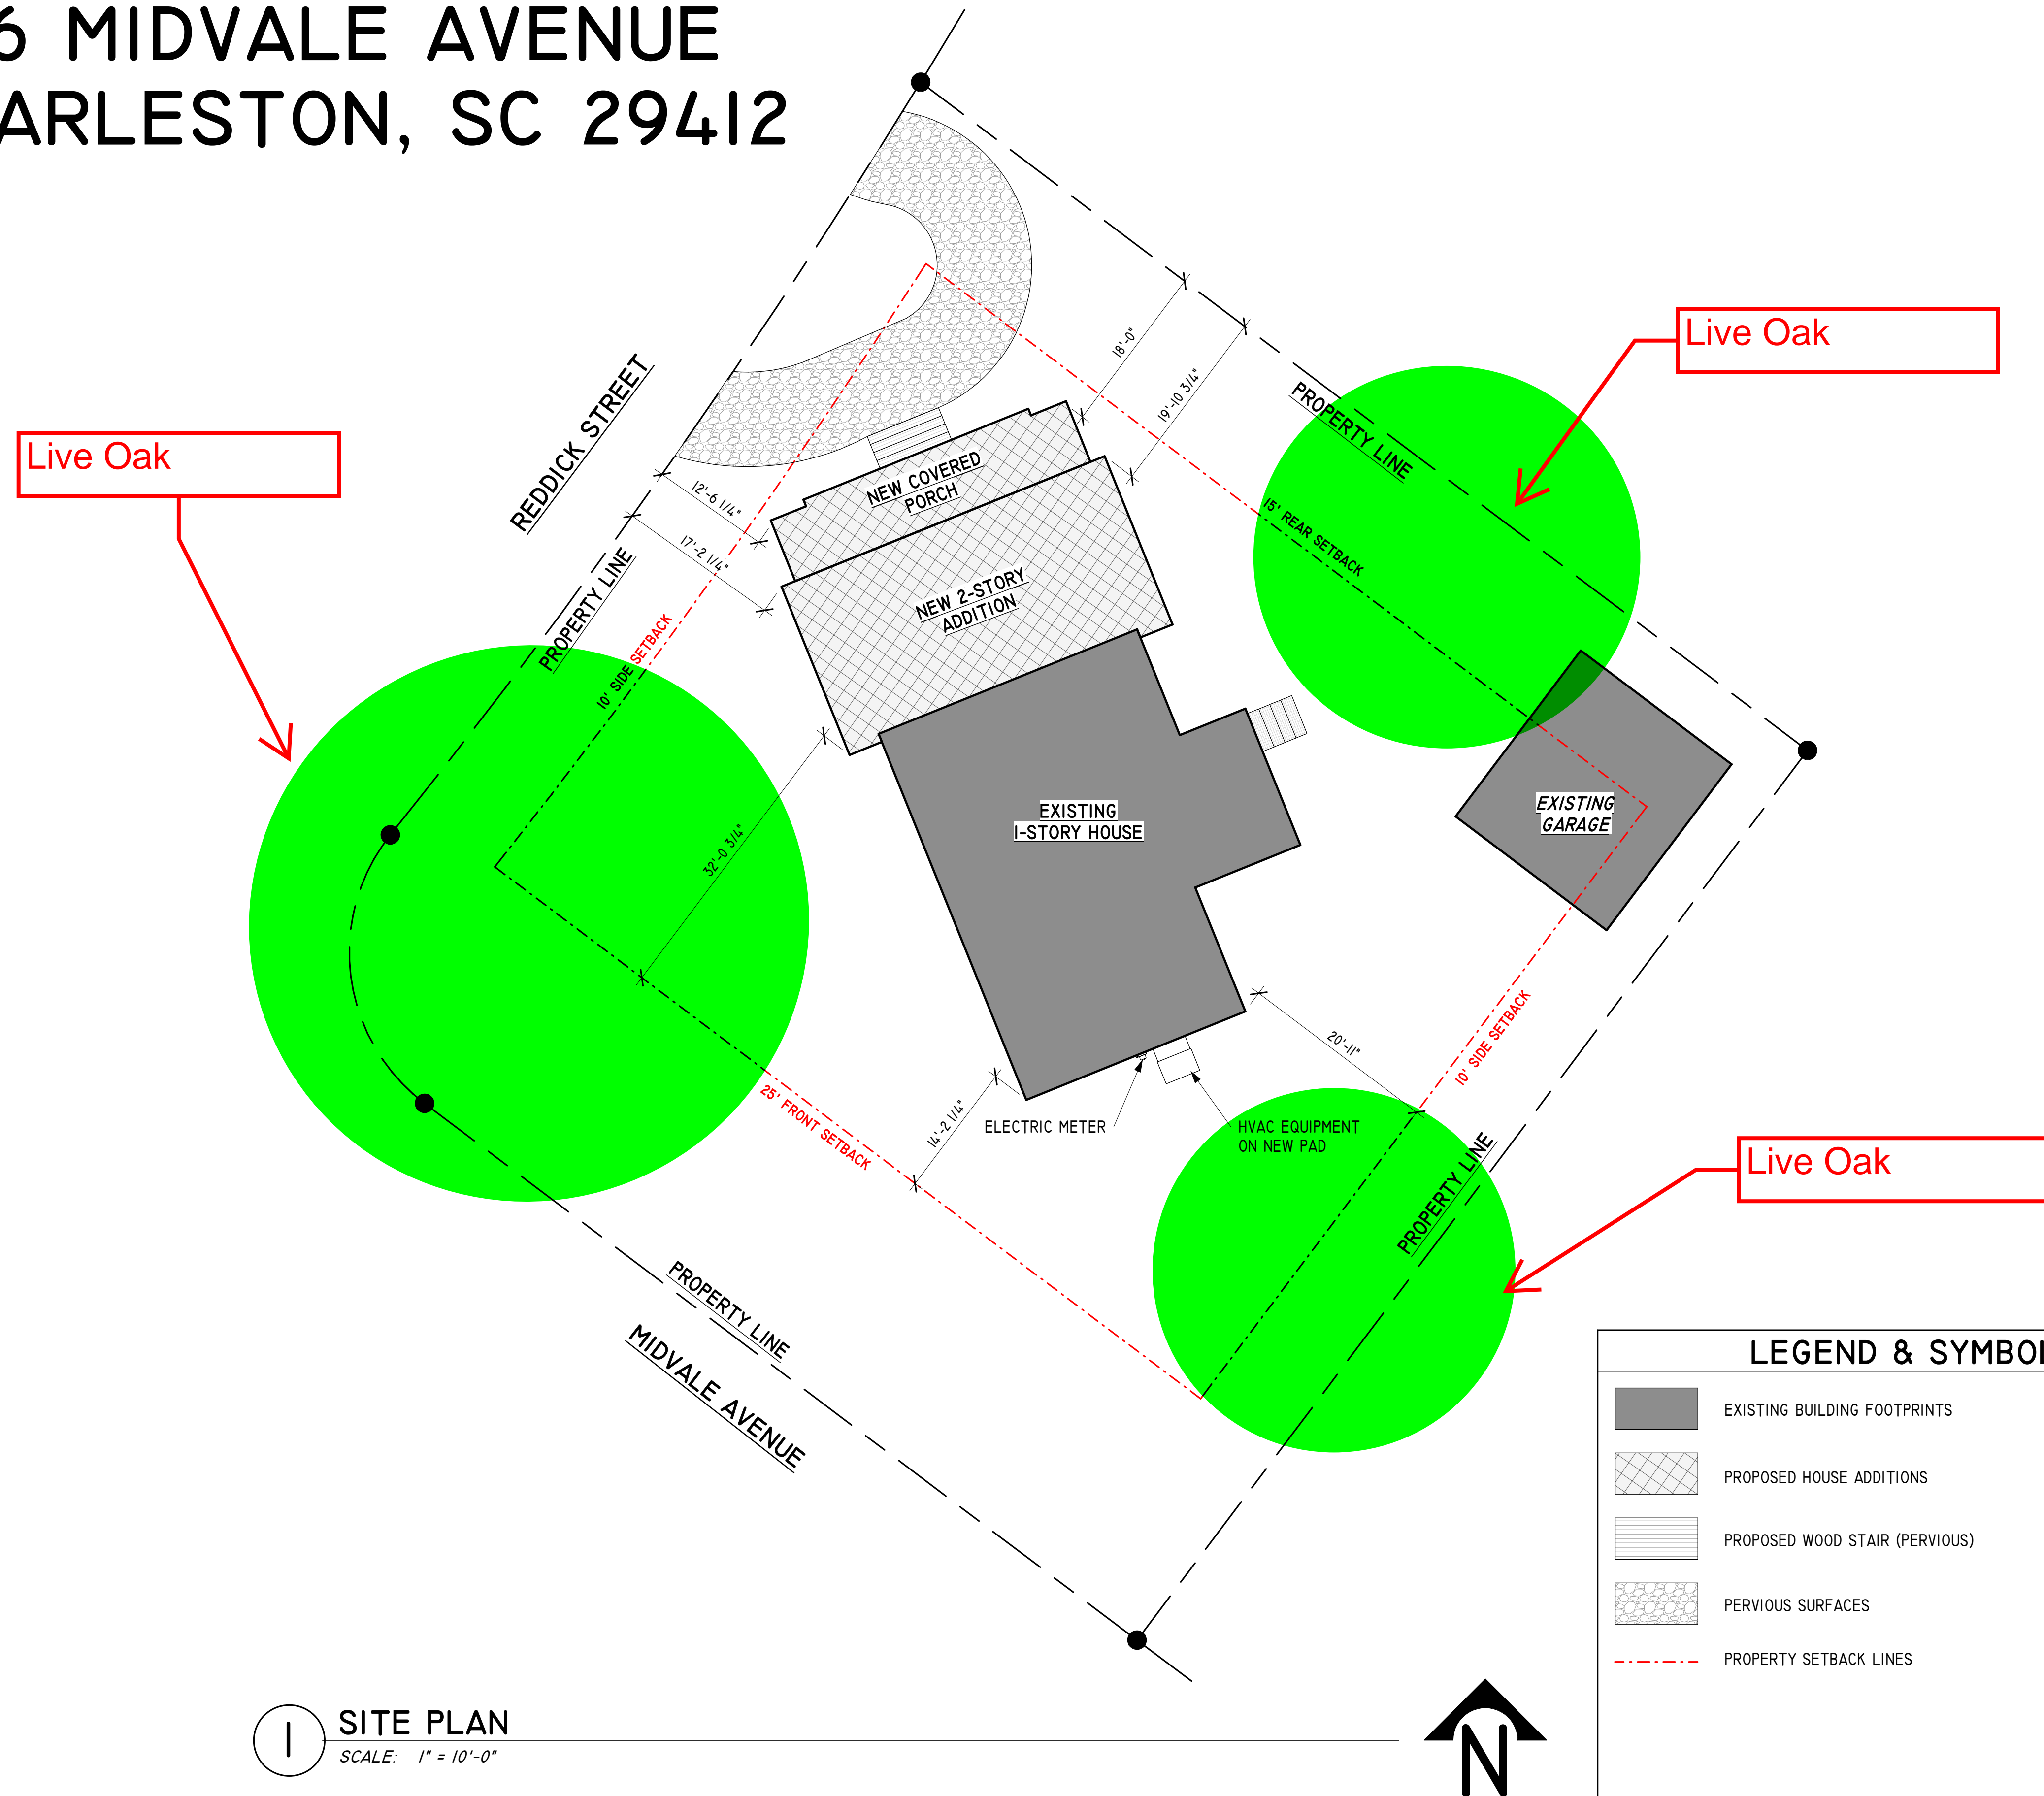 6 MIDVALE AVENUE
ARLESTON, SC 29412
Live Oak
Live Oak
Live Oak
REDDICK STREET
PROPERTY LINE
PROPERTY LINE
PROPERTY LINE
PROPERTY LINE
MIDVALE AVENUE
18'-0"
19'-10 3/4"
12'-6 1/4"
17'-2 1/4"
32'-0 3/4"
14'-2 1/4"
20'-11"
10' SIDE SETBACK
15' REAR SETBACK
10' SIDE SETBACK
25' FRONT SETBACK
NEW COVERED
PORCH
NEW 2-STORY
ADDITION
EXISTING
1-STORY HOUSE
EXISTING
GARAGE
ELECTRIC METER
HVAC EQUIPMENT
ON NEW PAD
LEGEND & SYMBOL
EXISTING BUILDING FOOTPRINTS
PROPOSED HOUSE ADDITIONS
PROPOSED WOOD STAIR (PERVIOUS)
PERVIOUS SURFACES
PROPERTY SETBACK LINES
1
SITE PLAN
SCALE: 1" = 10'-0"
N